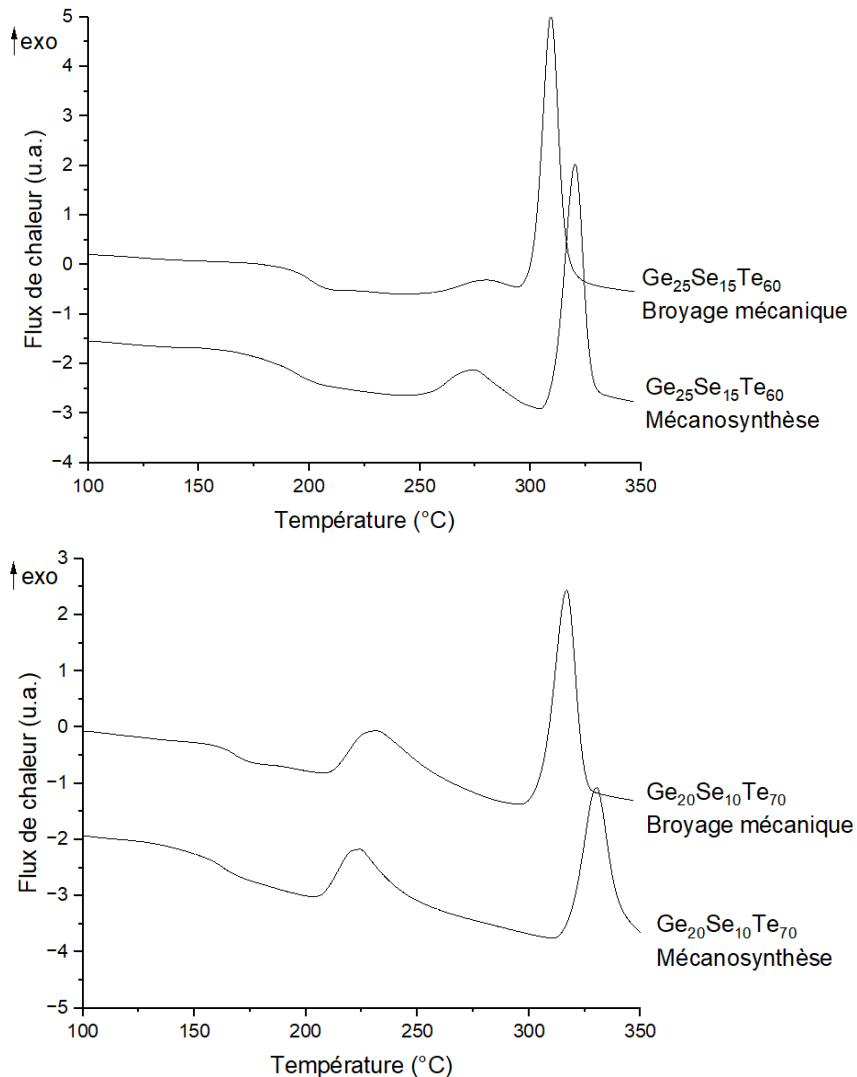 ↑exo
5
4
3
2
1
0
−1
−2
−3
−4
Flux de chaleur (u.a.)
100
150
200
250
300
350
Température (°C)
Ge₂₅Se₁₅Te₆₀
Broyage mécanique
Ge₂₅Se₁₅Te₆₀
Mécanosynthèse
↑exo
3
2
1
0
−1
−2
−3
−4
−5
Flux de chaleur (u.a.)
100
150
200
250
300
350
Température (°C)
Ge₂₀Se₁₀Te₇₀
Broyage mécanique
Ge₂₀Se₁₀Te₇₀
Mécanosynthèse